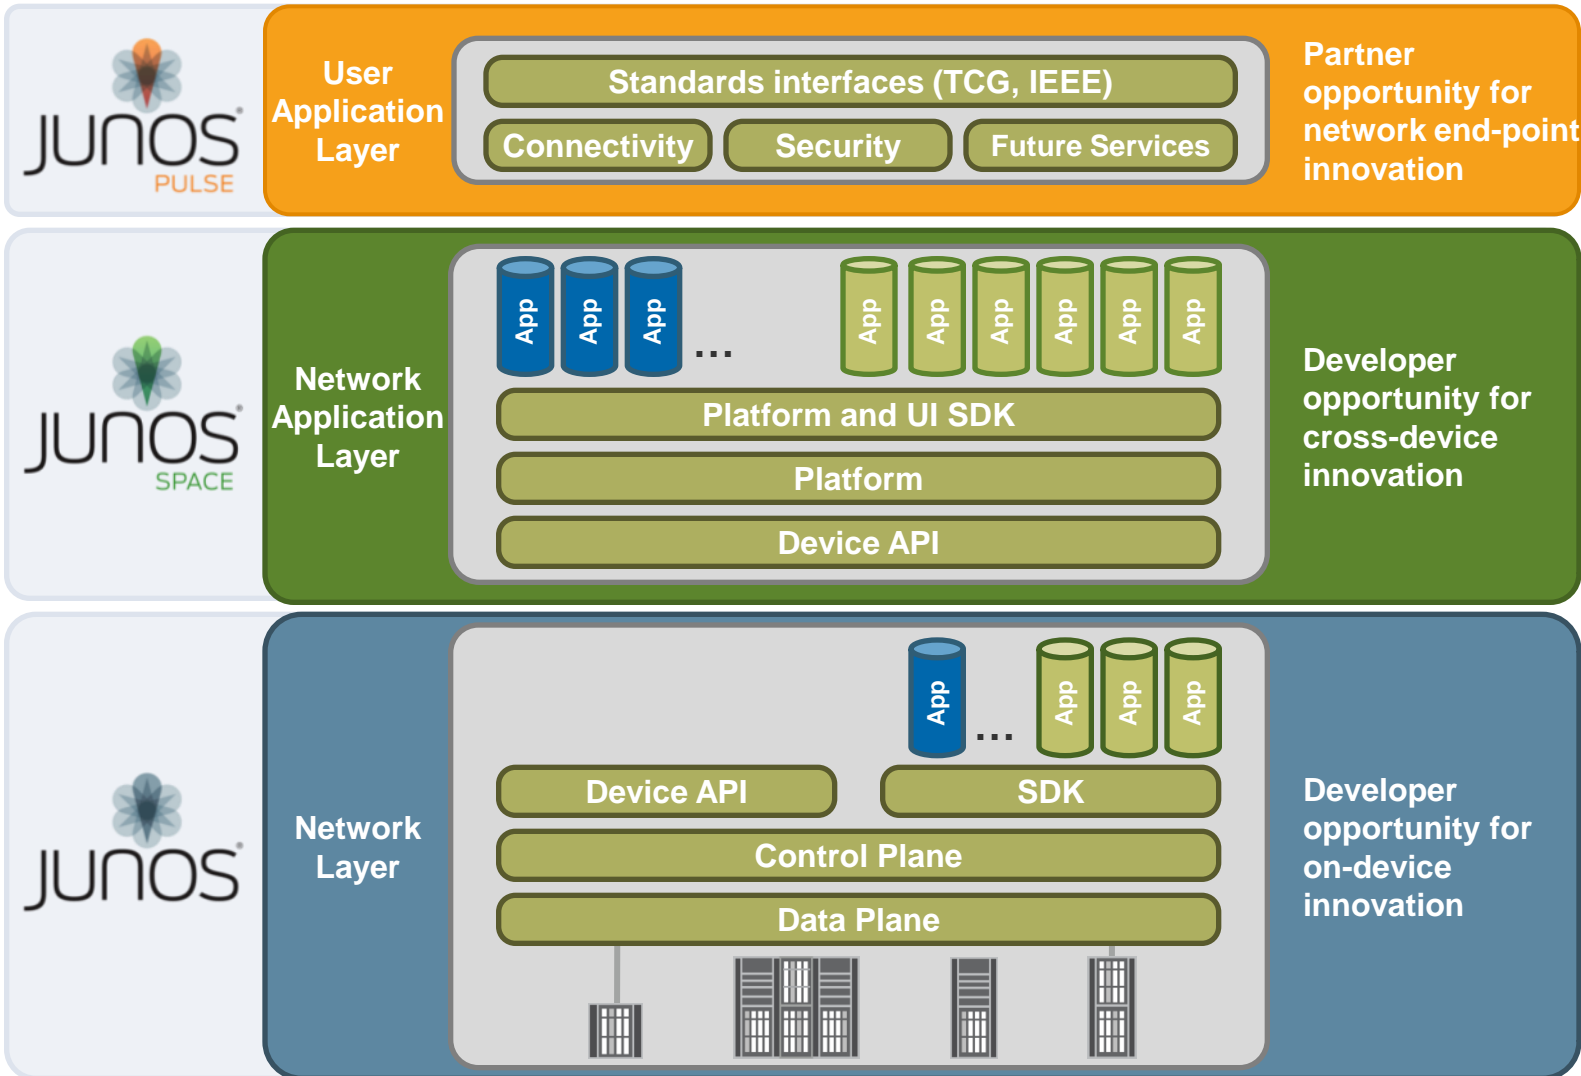 JUNOS®
PULSE
User
Application
Layer
Standards interfaces (TCG, IEEE)
Connectivity
Security
Future Services
Partner
opportunity for
network end-point
innovation
JUNOS®
SPACE
Network
Application
Layer
App
App
App
...
App
App
App
App
App
App
Platform and UI SDK
Platform
Device API
Developer
opportunity for
cross-device
innovation
JUNOS®
Network
Layer
App
...
App
App
App
Device API
SDK
Control Plane
Data Plane
Developer
opportunity for
on-device
innovation